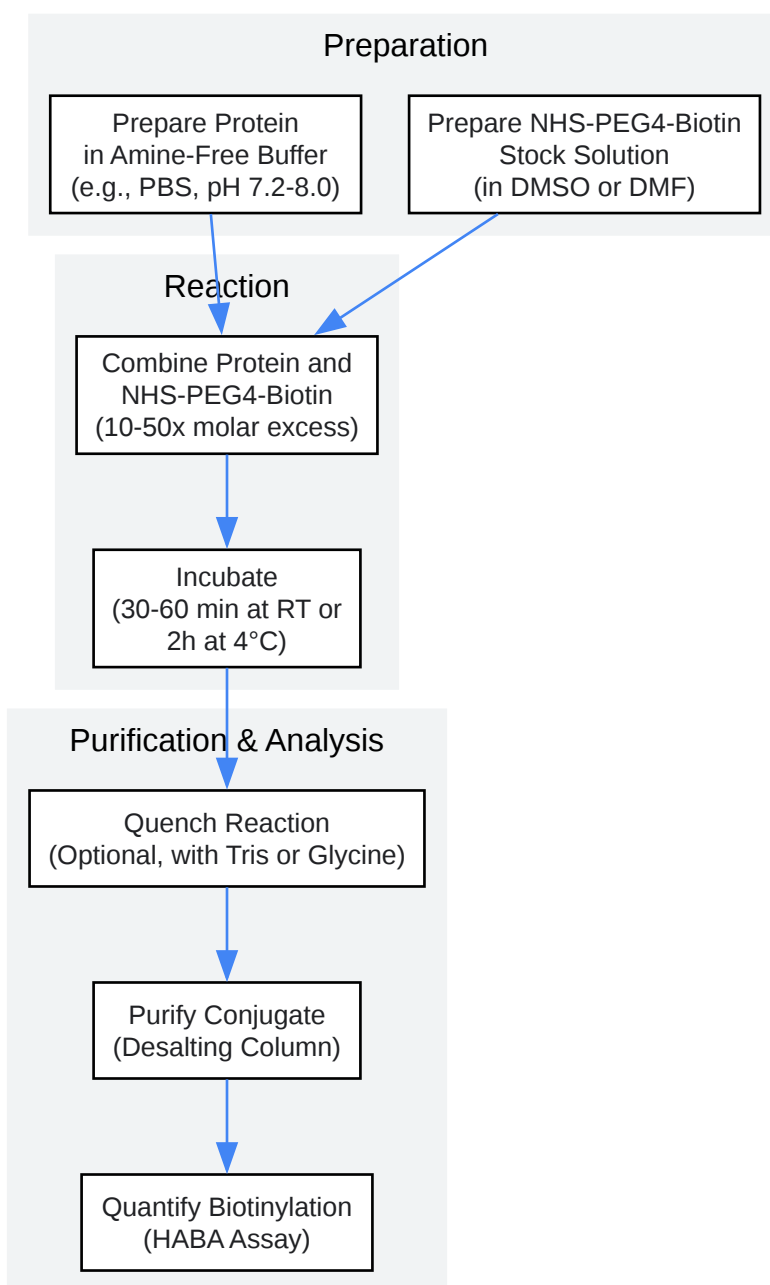 Preparation
Prepare Protein
in Amine-Free Buffer
(e.g., PBS, pH 7.2-8.0)
Prepare NHS-PEG4-Biotin
Stock Solution
(in DMSO or DMF)
Reaction
Combine Protein and
NHS-PEG4-Biotin
(10-50x molar excess)
Incubate
(30-60 min at RT or
2h at 4°C)
Purification & Analysis
Quench Reaction
(Optional, with Tris or Glycine)
Purify Conjugate
(Desalting Column)
Quantify Biotinylation
(HABA Assay)